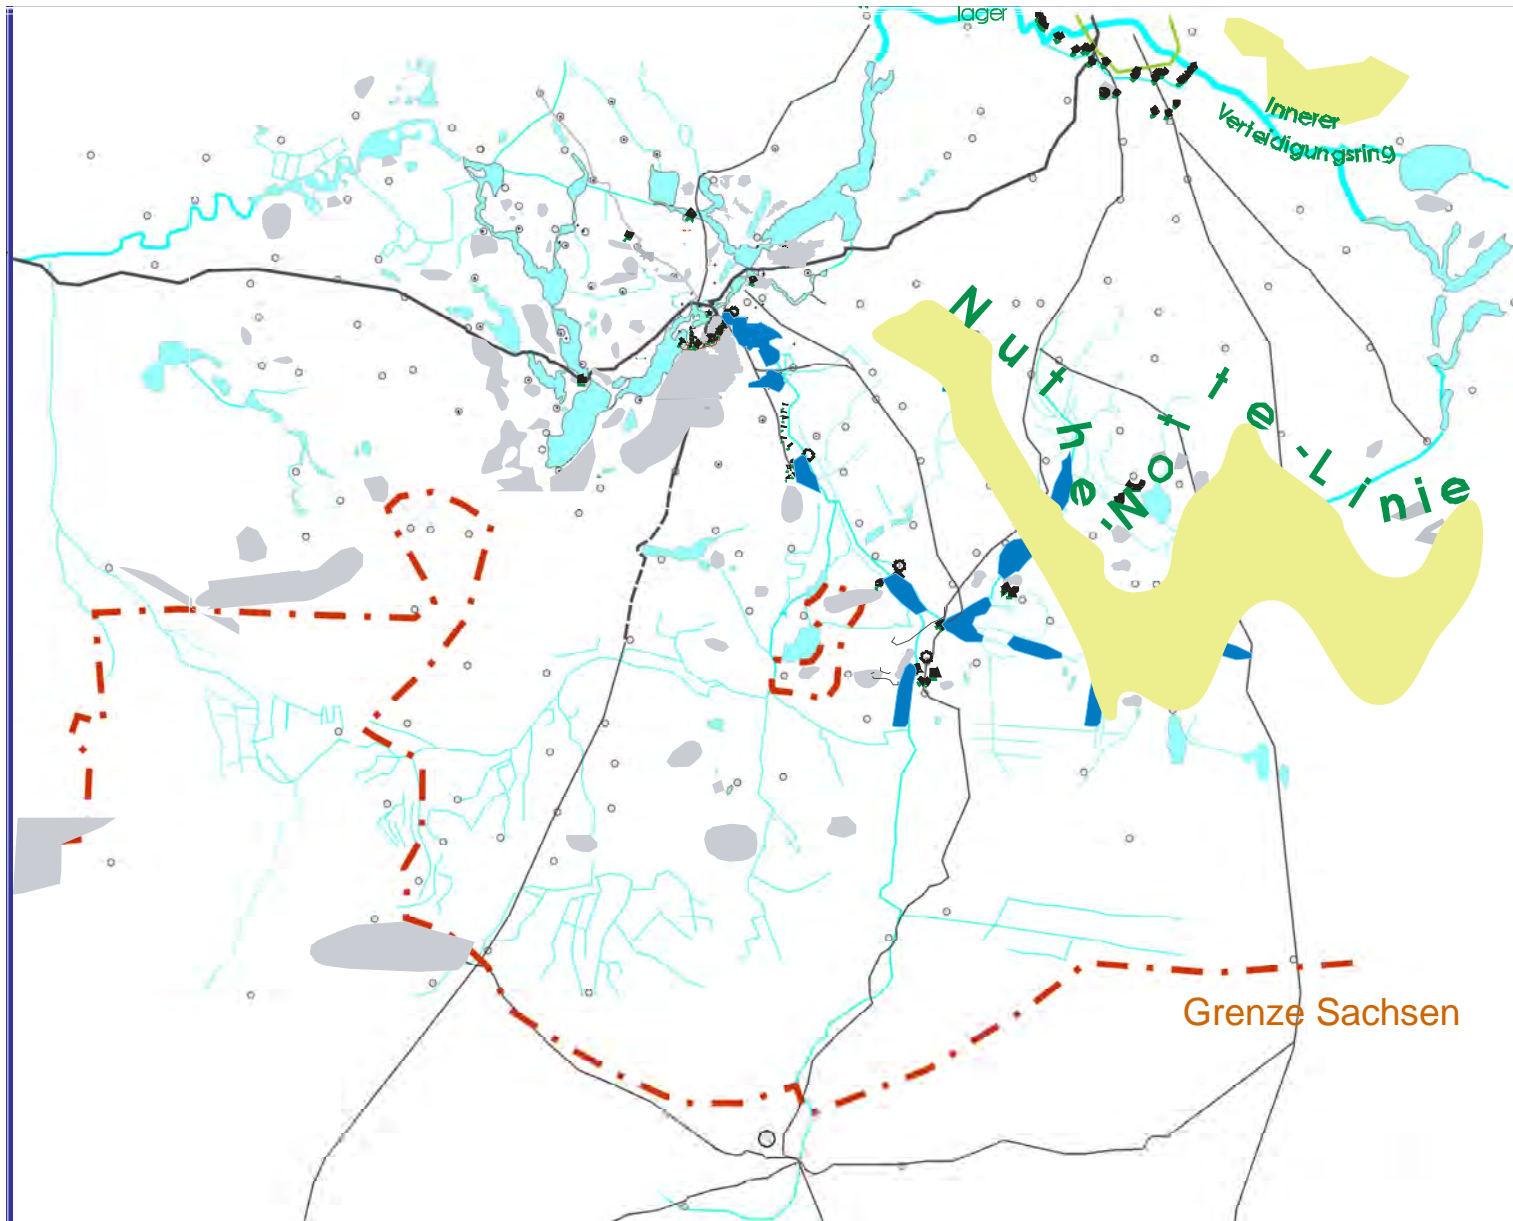 lager
Innerer
Verteidigungsring
Nuthe-Notte-Linie
Grenze Sachsen